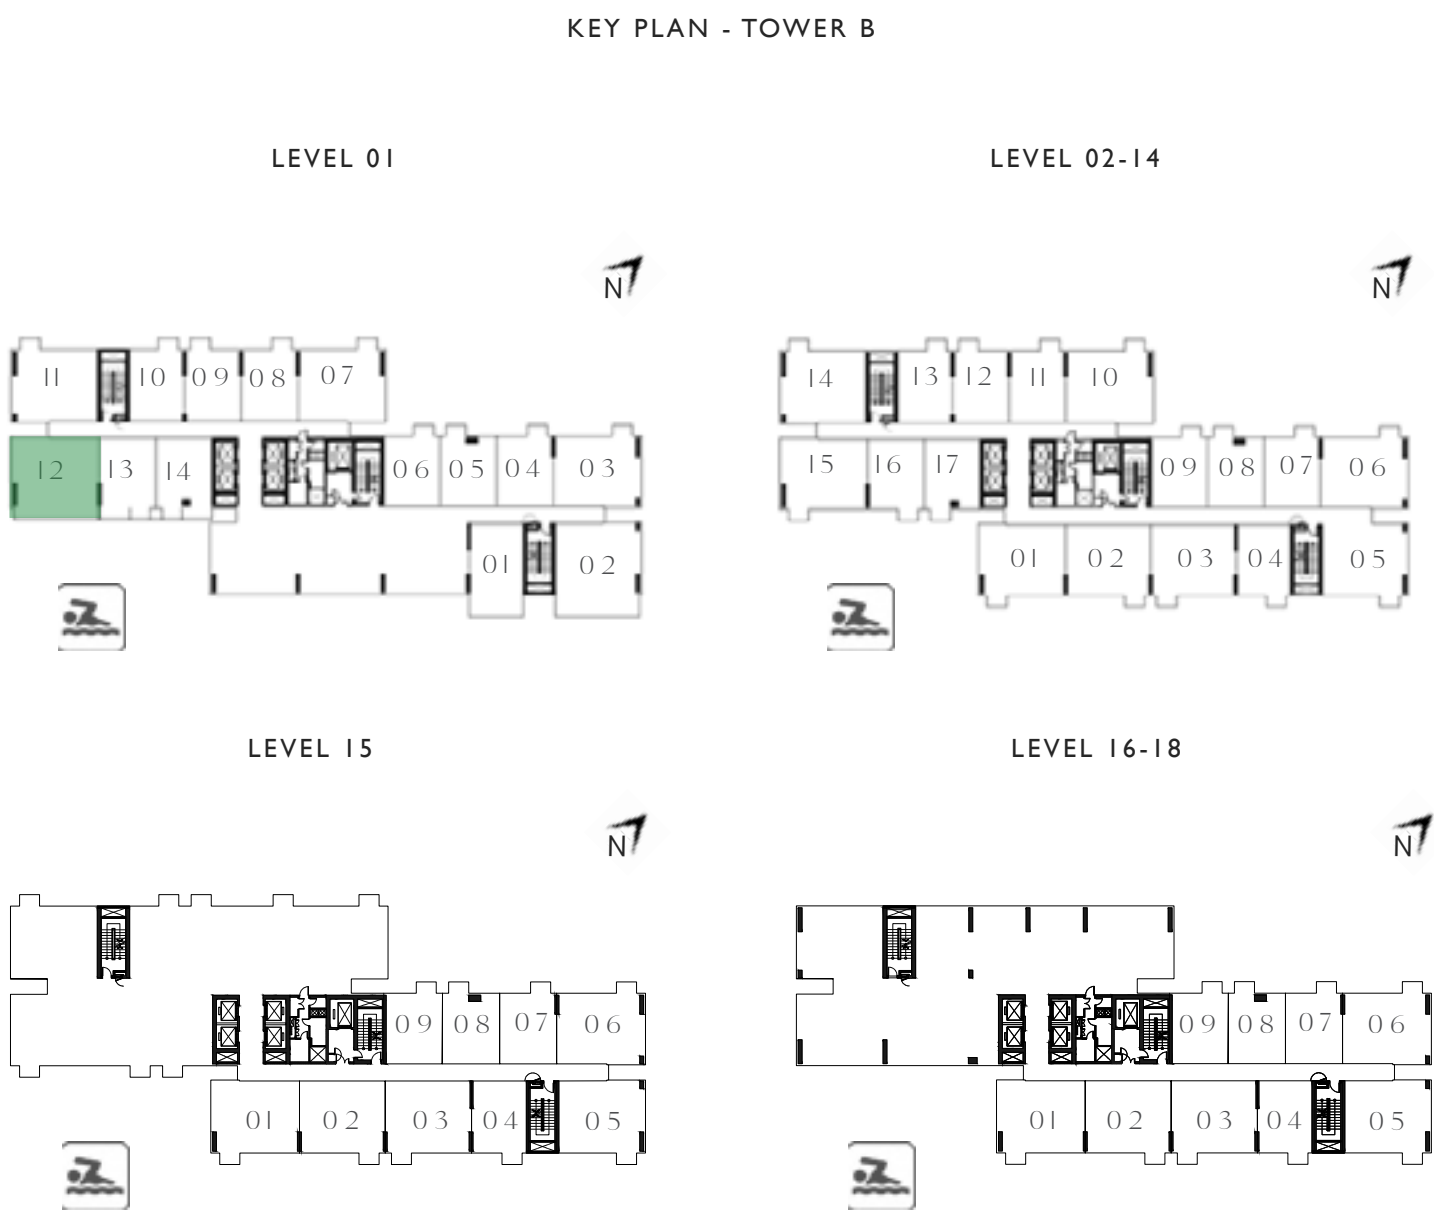 KEY PLAN - TOWER B
LEVEL 01
N
11 10 09 08 07
12 13 14 06 05 04 03
01 02
LEVEL 02-14
N
14 13 12 11 10
15 16 17 09 08 07 06
01 02 03 04 05
LEVEL 15
N
09 08 07 06
01 02 03 04 05
LEVEL 16-18
N
09 08 07 06
01 02 03 04 05